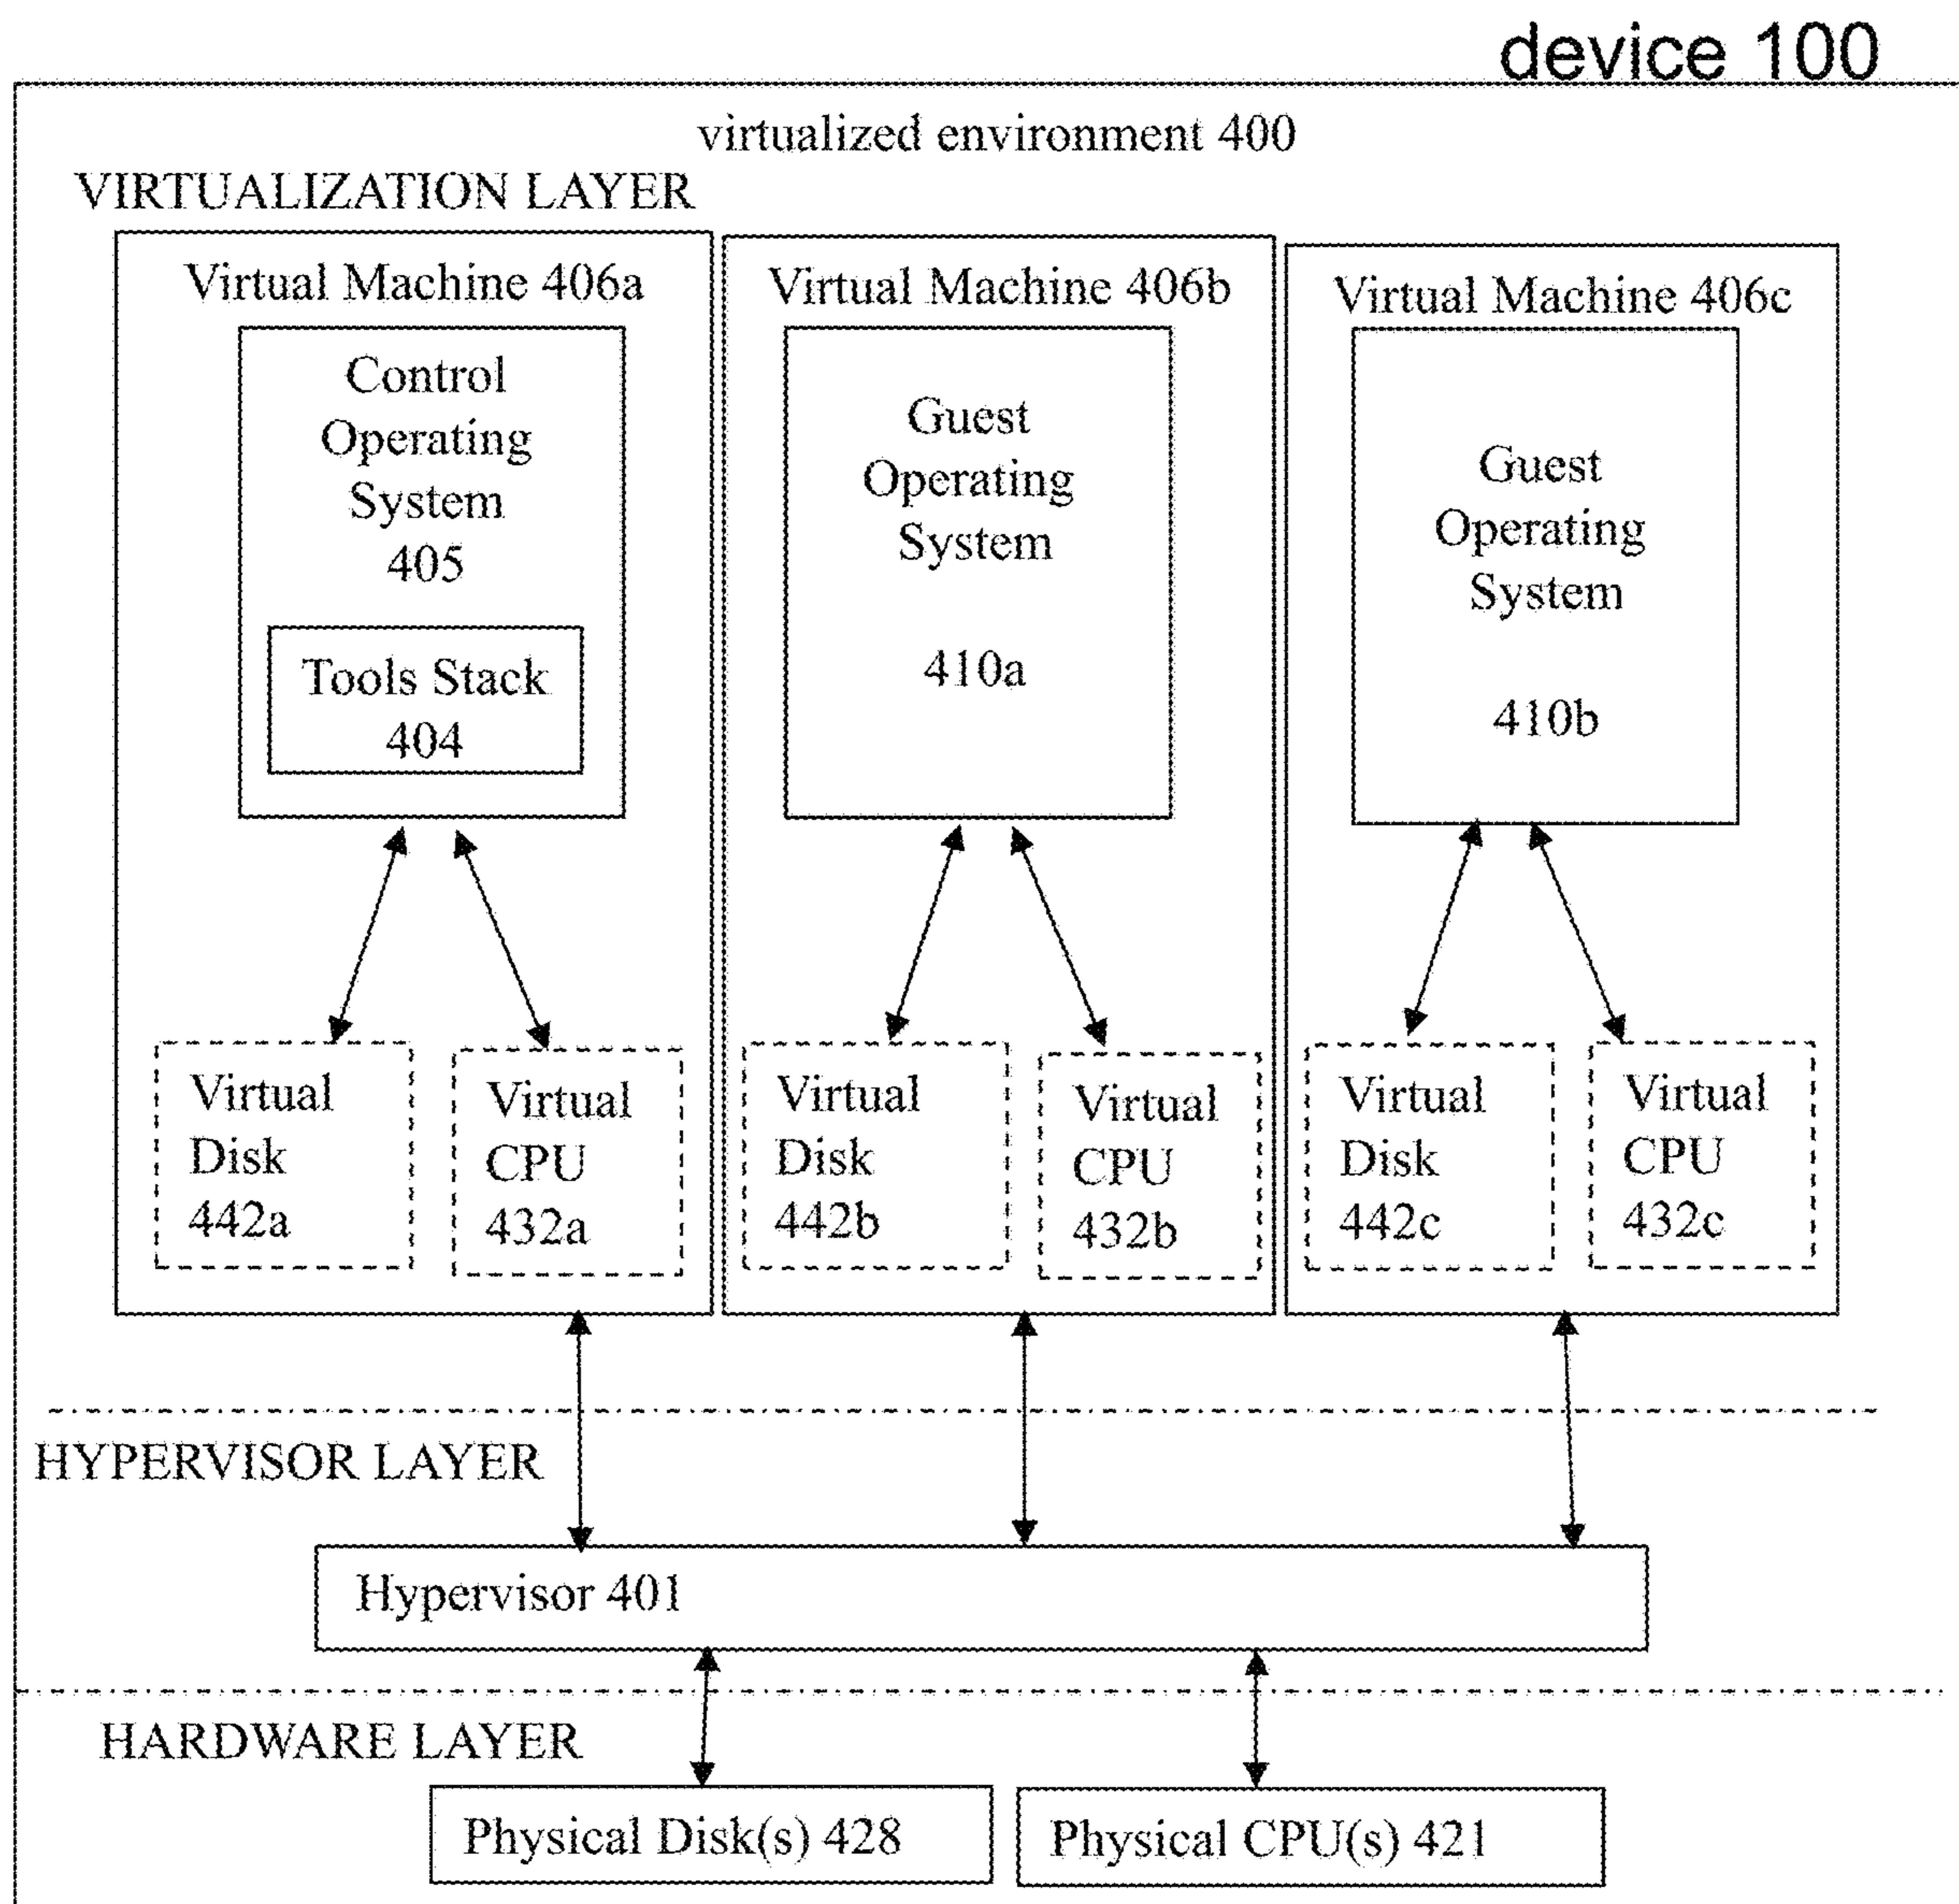 device 100
virtualized environment 400
VIRTUALIZATION LAYER
Virtual Machine 406a
Control
Operating
System
405
Tools Stack
404
Virtual
Disk
442a
Virtual
CPU
432a
Virtual Machine 406b
Guest
Operating
System
410a
Virtual
Disk
442b
Virtual
CPU
432b
Virtual Machine 406c
Guest
Operating
System
410b
Virtual
Disk
442c
Virtual
CPU
432c
HYPERVISOR LAYER
Hypervisor 401
HARDWARE LAYER
Physical Disk(s) 428
Physical CPU(s) 421